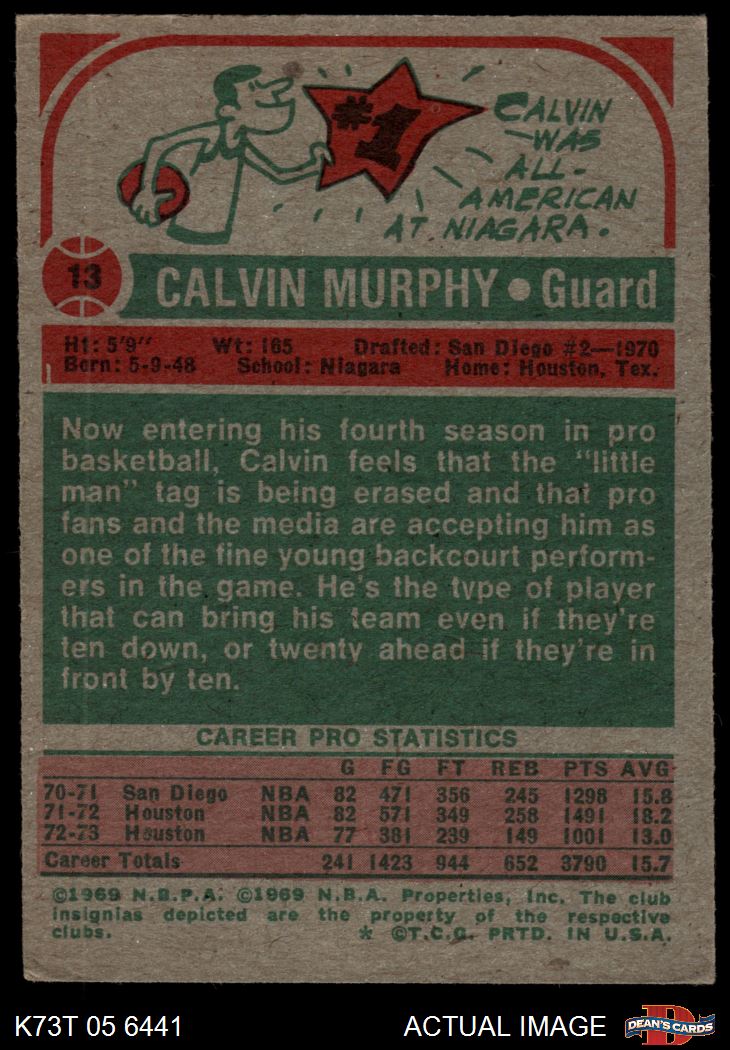 #1
CALVIN
WAS
ALL-
AMERICAN
AT NIAGARA.
13
CALVIN MURPHY • Guard
Ht: 5'9" Wt: 165 Drafted: San Diego #2—1970
Born: 5-9-48 School: Niagara Home: Houston, Tex.
Now entering his fourth season in pro
basketball, Calvin feels that the "little
man" tag is being erased and that pro
fans and the media are accepting him as
one of the fine young backcourt perform-
ers in the game. He's the type of player
that can bring his team even if they're
ten down, or twenty ahead if they're in
front by ten.
CAREER PRO STATISTICS
G FG FT REB PTS AVG
70-71 San Diego NBA 82 471 356 245 1298 15.8
71-72 Houston NBA 82 571 349 258 1491 18.2
72-73 Houston NBA 77 381 239 149 1001 13.0
Career Totals 241 1423 944 652 3790 15.7
©1969 N.B.P.A. ©1969 N.B.A. Properties, Inc. The club
insignias depicted are the property of the respective
clubs. * ©T.C.G. PRTD. IN U.S.A.
K73T 05 6441 ACTUAL IMAGE D DEAN'S CARDS